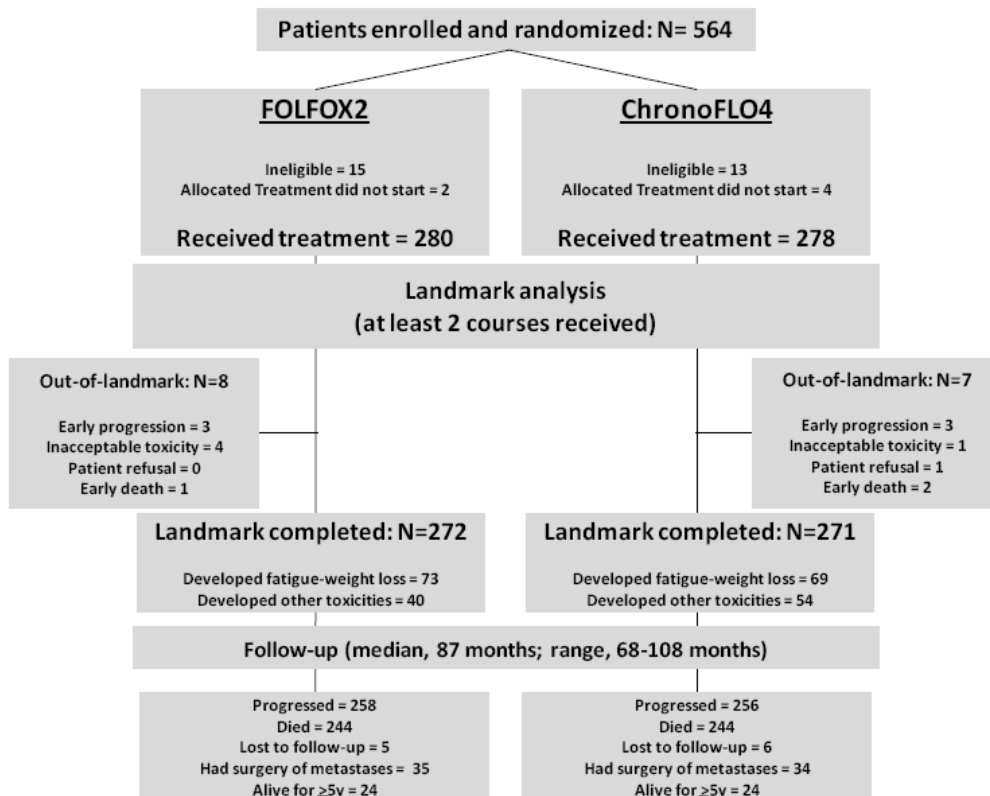 Patients enrolled and randomized: N= 564
FOLFOX2
Ineligible = 15
Allocated Treatment did not start = 2
Received treatment = 280
ChronoFLO4
Ineligible = 13
Allocated Treatment did not start = 4
Received treatment = 278
Landmark analysis
(at least 2 courses received)
Out-of-landmark: N=8
Early progression = 3
Inacceptable toxicity = 4
Patient refusal = 0
Early death = 1
Out-of-landmark: N=7
Early progression = 3
Inacceptable toxicity = 1
Patient refusal = 1
Early death = 2
Landmark completed: N=272
Developed fatigue-weight loss = 73
Developed other toxicities = 40
Landmark completed: N=271
Developed fatigue-weight loss = 69
Developed other toxicities = 54
Follow-up (median, 87 months; range, 68-108 months)
Progressed = 258
Died = 244
Lost to follow-up = 5
Had surgery of metastases = 35
Alive for ≥5y = 24
Progressed = 256
Died = 244
Lost to follow-up = 6
Had surgery of metastases = 34
Alive for ≥5y = 24